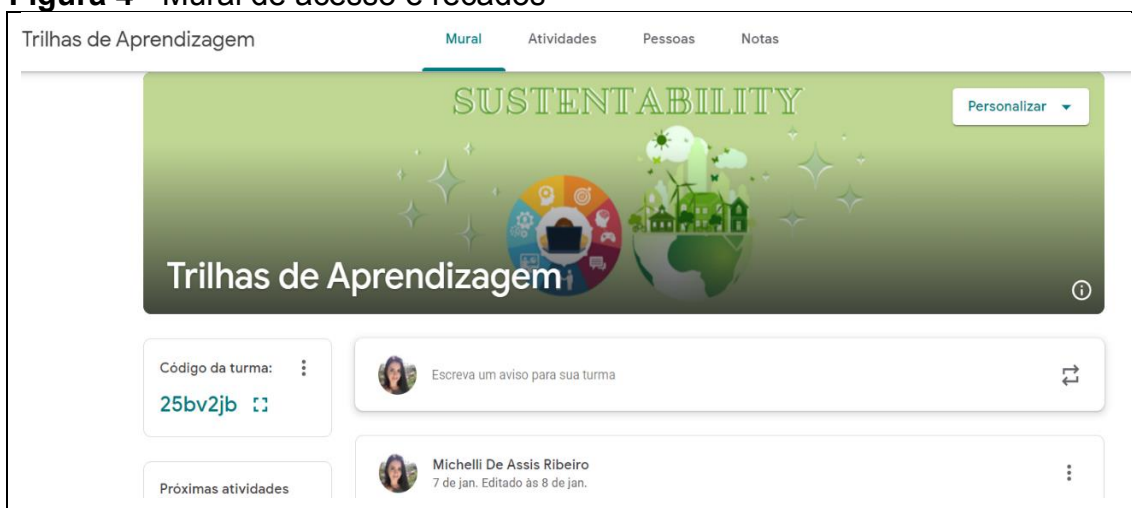 Figura 4 - Mural de acesso e recados
Trilhas de Aprendizagem
Mural Atividades Pessoas Notas
SUSTENTABILITY
Personalizar
Trilhas de Aprendizagem
Código da turma:
25bv2jb
Escreva um aviso para sua turma
Michelli De Assis Ribeiro
7 de jan. Editado às 8 de jan.
Próximas atividades